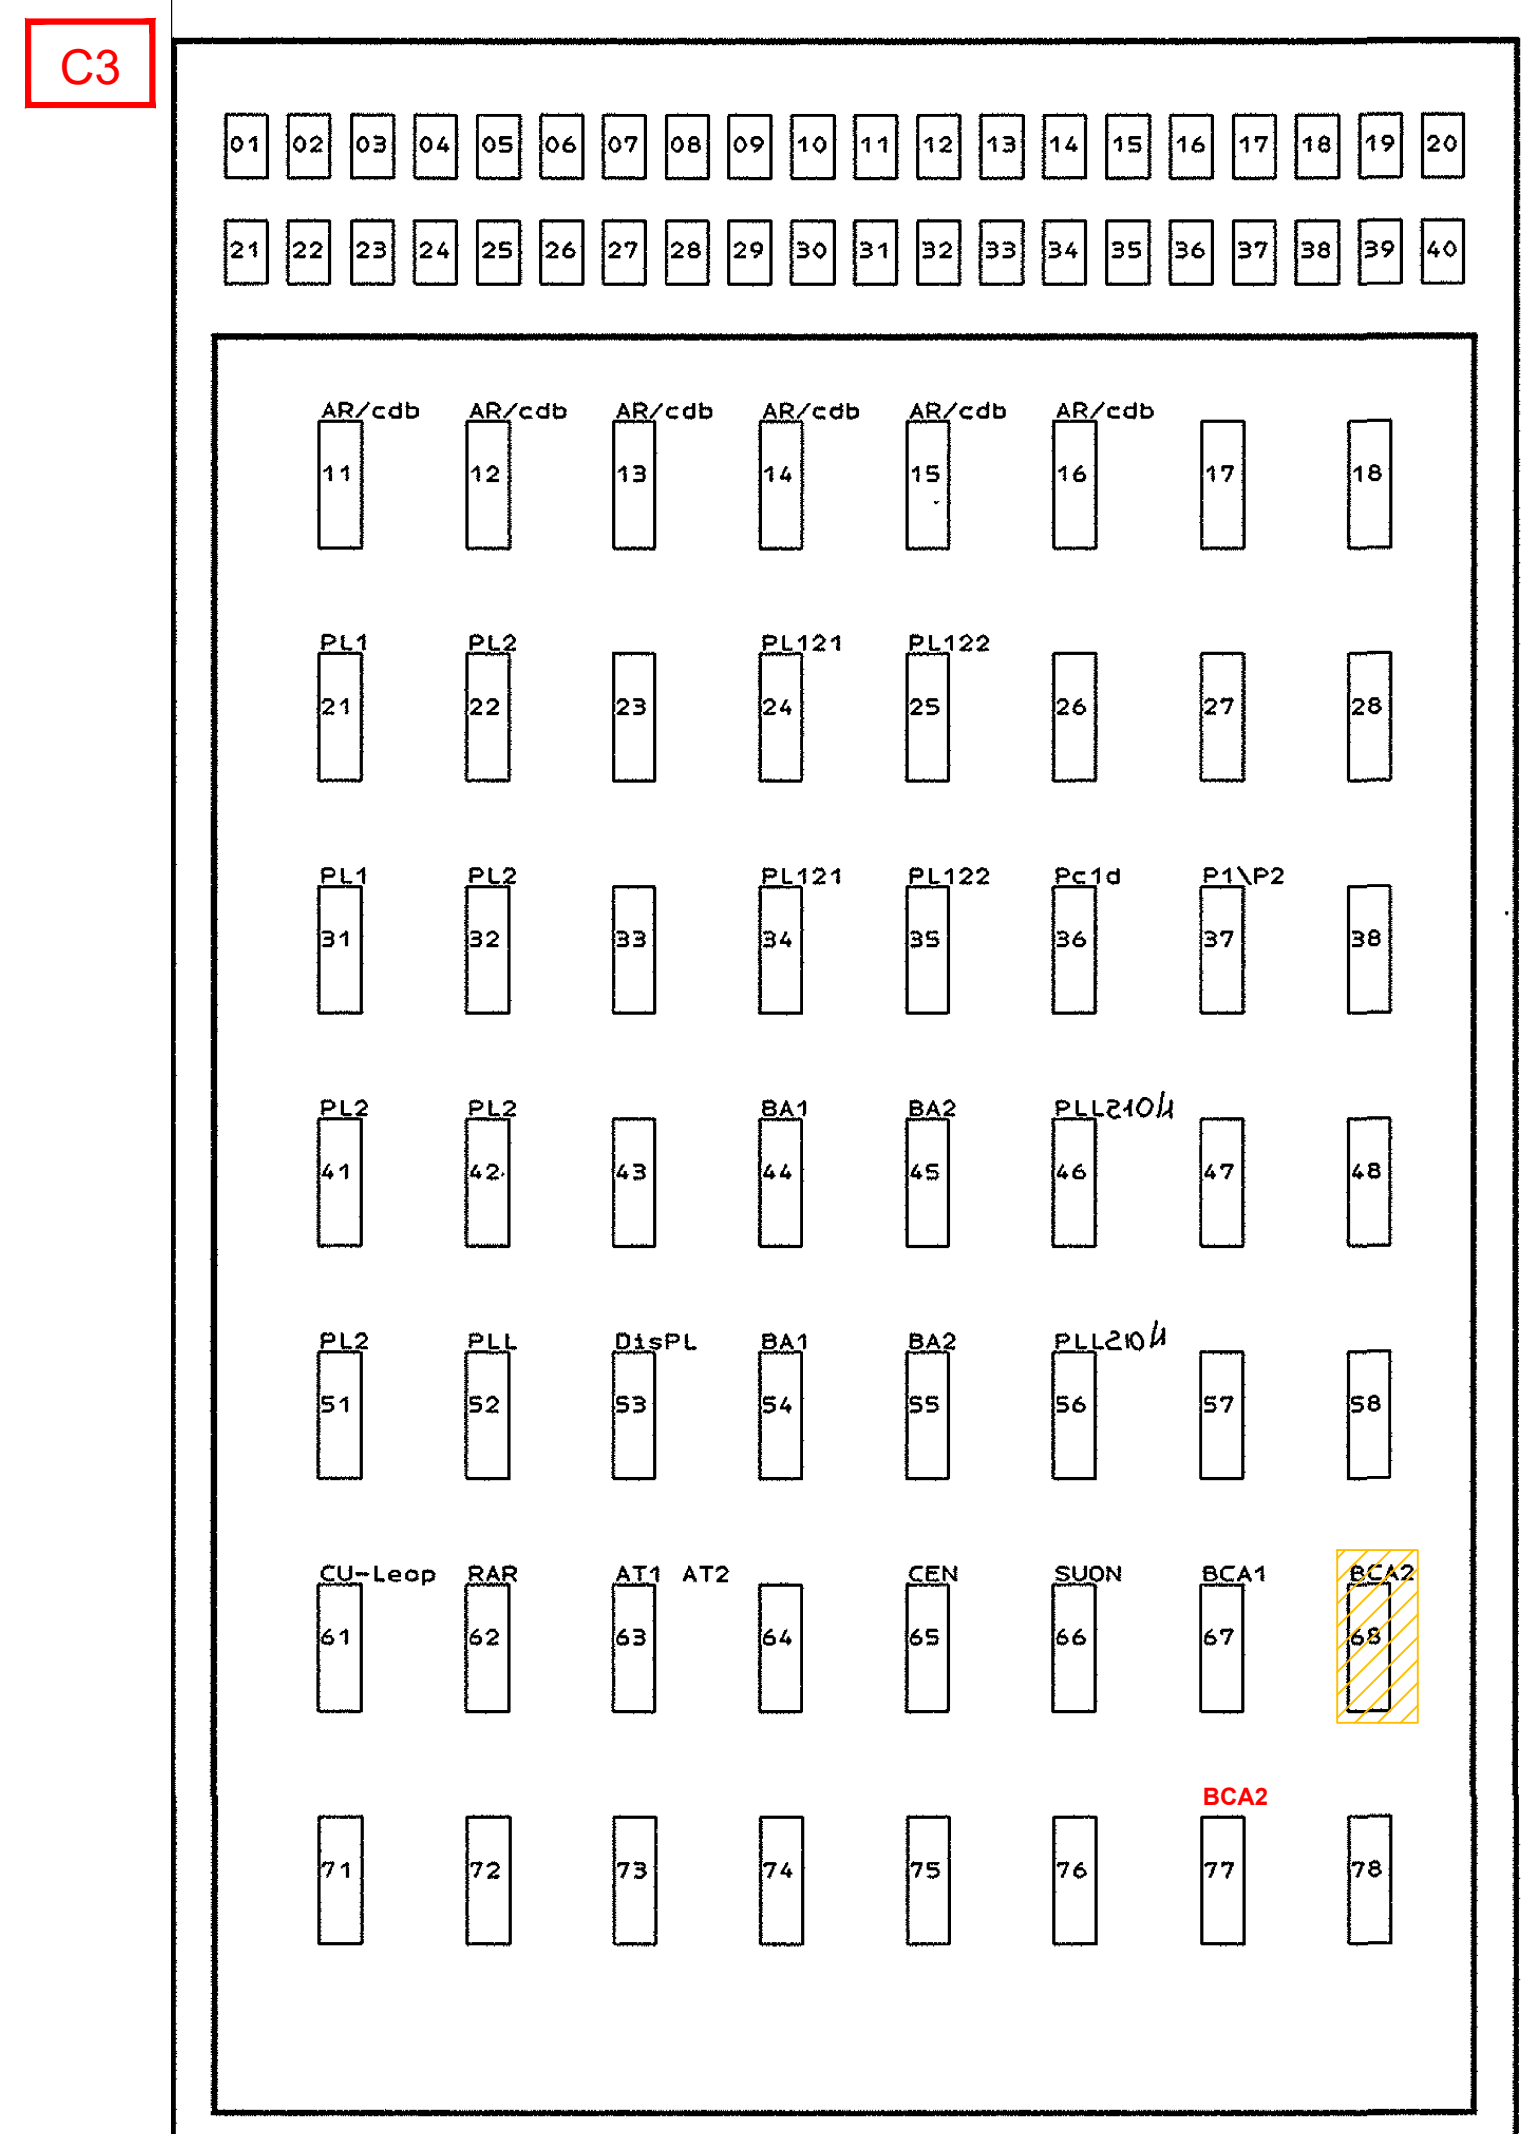 C3
01 02 03 04 05 06 07 08 09 10 11 12 13 14 15 16 17 18 19 20
21 22 23 24 25 26 27 28 29 30 31 32 33 34 35 36 37 38 39 40
AR/cdb AR/cdb AR/cdb AR/cdb AR/cdb AR/cdb
11 12 13 14 15 16 17 18
PL1 PL2 PL121 PL122
21 22 23 24 25 26 27 28
PL1 PL2 PL121 PL122 Pc1d P1\P2
31 32 33 34 35 36 37 38
PL2 PL2 BA1 BA2 PLL
41 42 43 44 45 46 47 48
PL2 PLL DisPL BA1 BA2 PLL
51 52 53 54 55 56 57 58
CU-Leop RAR AT1 AT2 CEN SUON BCA1 BCA2
61 62 63 64 65 66 67 68
BCA2
71 72 73 74 75 76 77 78